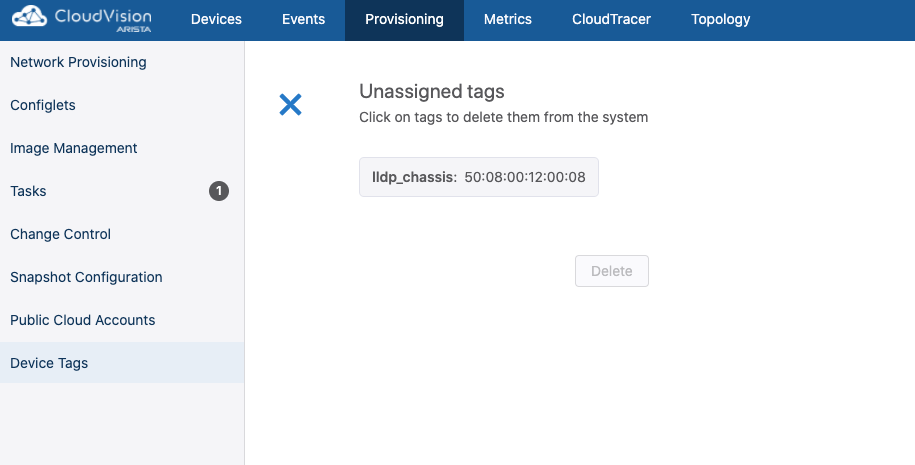 CloudVision
ARISTA
Devices
Events
Provisioning
Metrics
CloudTracer
Topology
Network Provisioning
Configlets
Image Management
Tasks
1
Change Control
Snapshot Configuration
Public Cloud Accounts
Device Tags
Unassigned tags
Click on tags to delete them from the system
lldp_chassis: 50:08:00:12:00:08
Delete